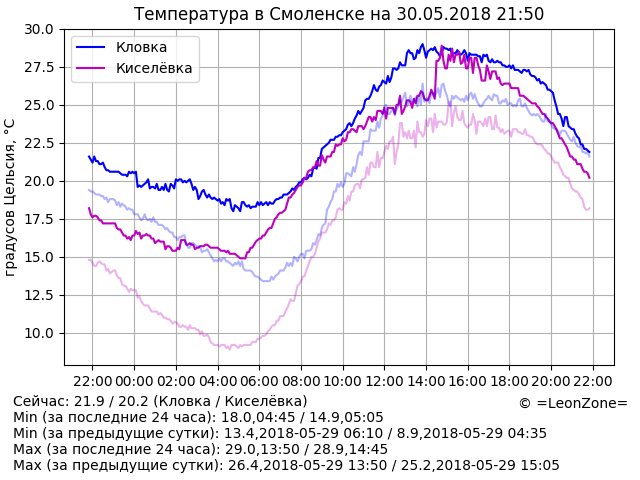 Температура в Смоленске на 30.05.2018 21:50
градусов Цельсия, °C
30.0
27.5
25.0
22.5
20.0
17.5
15.0
12.5
10.0
Кловка
Киселёвка
22:00 00:00 02:00 04:00 06:00 08:00 10:00 12:00 14:00 16:00 18:00 20:00 22:00
Сейчас: 21.9 / 20.2 (Кловка / Киселёвка)
© =LeonZone=
Min (за последние 24 часа): 18.0,04:45 / 14.9,05:05
Min (за предыдущие сутки): 13.4,2018-05-29 06:10 / 8.9,2018-05-29 04:35
Max (за последние 24 часа): 29.0,13:50 / 28.9,14:45
Max (за предыдущие сутки): 26.4,2018-05-29 13:50 / 25.2,2018-05-29 15:05